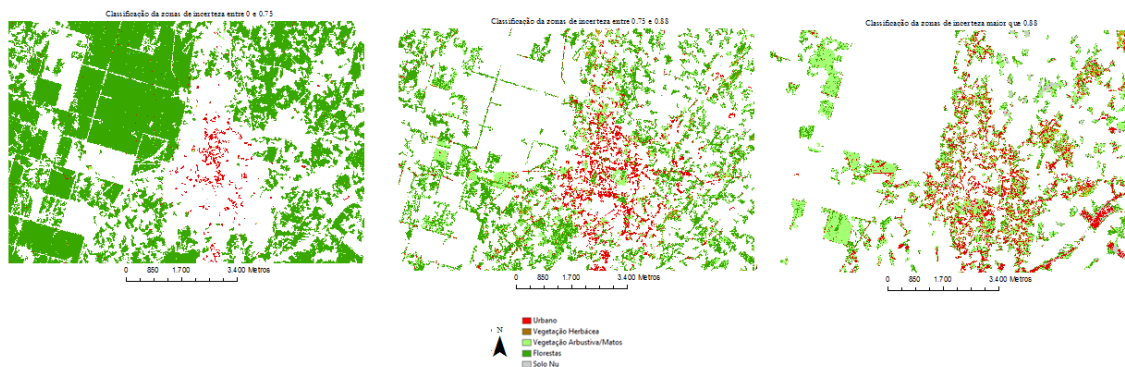 Classificação da zonas de incerteza entre 0 e 0.75
Classificação da zonas de incerteza entre 0.75 e 0.88
Classificação da zonas de incerteza maior que 0.88
0 850 1.700 3.400 Metros
0 850 1.700 3.400 Metros
0 850 1.700 3.400 Metros
N
Urbano
Vegetação Herbácea
Vegetação Arbustiva/Matos
Florestas
Solo Nu